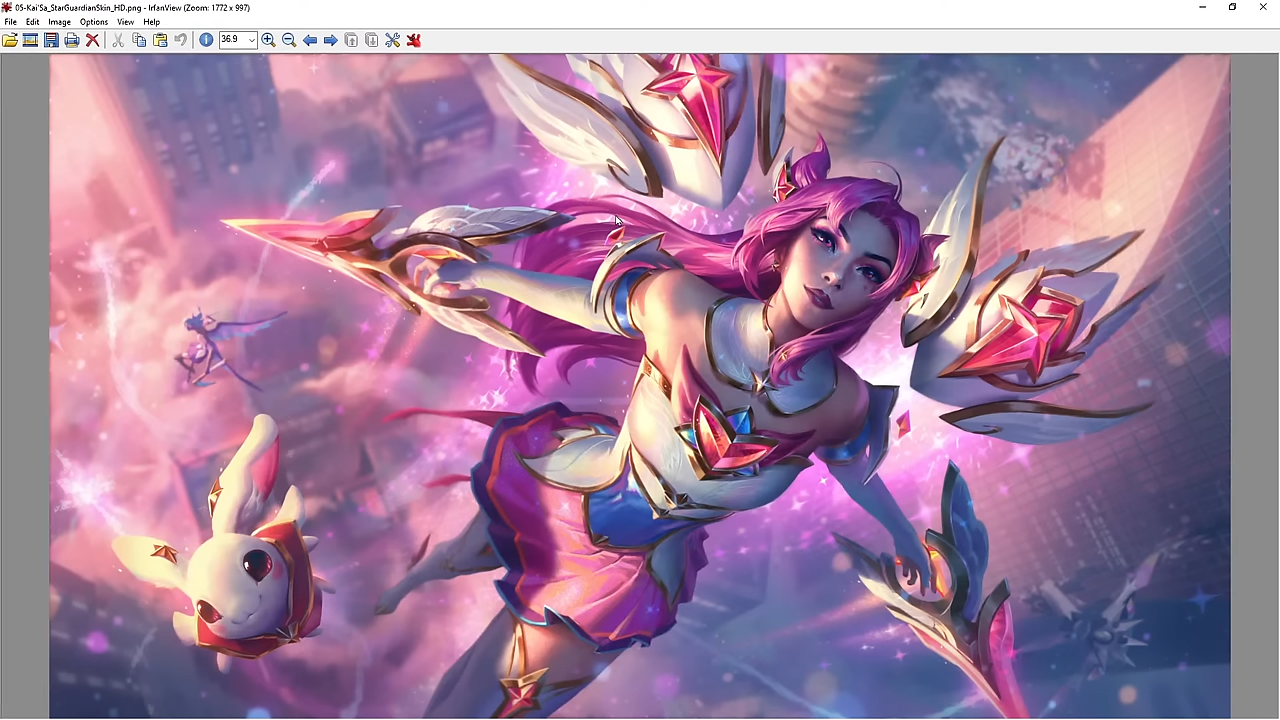 05-Kai'Sa_StarGuardianSkin_HD.png - IrfanView (Zoom: 1772 x 997)
File Edit Image Options View Help
36.9